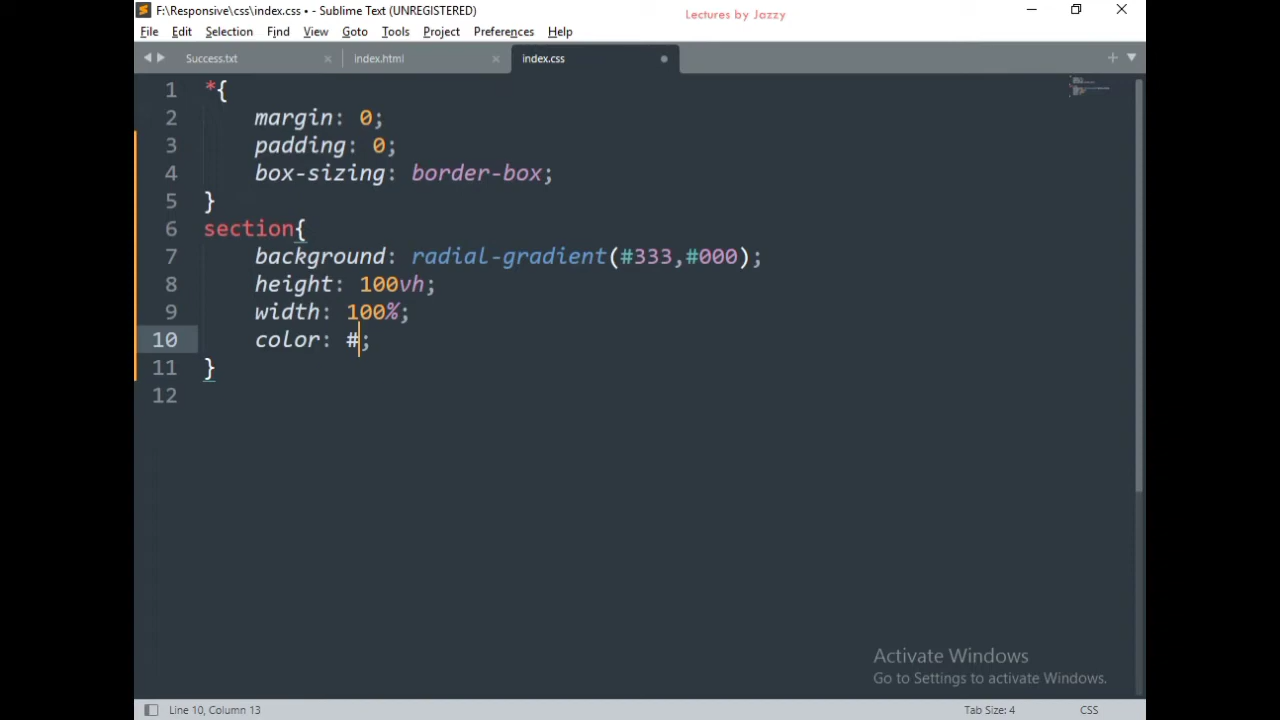 F:\Responsive\css\index.css • - Sublime Text (UNREGISTERED)
Lectures by Jazzy
File Edit Selection Find View Goto Tools Project Preferences Help
Success.txt index.html index.css
1 *{
2 margin: 0;
3 padding: 0;
4 box-sizing: border-box;
5 }
6 section{
7 background: radial-gradient(#333,#000);
8 height: 100vh;
9 width: 100%;
10 color: #;
11 }
12
Activate Windows
Go to Settings to activate Windows.
Line 10, Column 13 Tab Size: 4 CSS